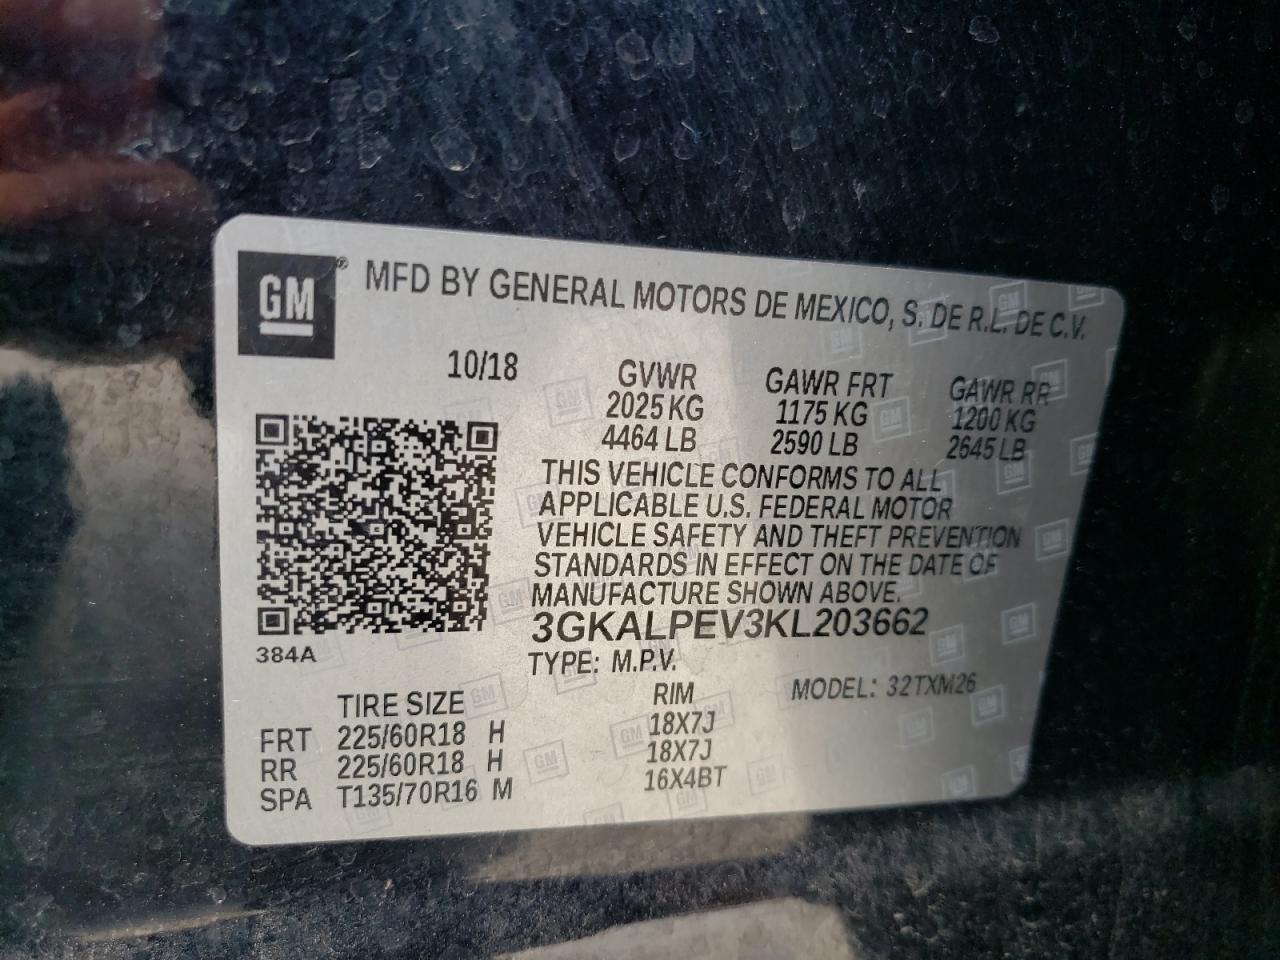 GM® MFD BY GENERAL MOTORS DE MEXICO, S. DE R.L. DE C.V.
10/18 GVWR GAWR FRT GAWR RR
2025 KG 1175 KG 1200 KG
4464 LB 2590 LB 2645 LB
THIS VEHICLE CONFORMS TO ALL
APPLICABLE U.S. FEDERAL MOTOR
VEHICLE SAFETY AND THEFT PREVENTION
STANDARDS IN EFFECT ON THE DATE OF
MANUFACTURE SHOWN ABOVE.
3GKALPEV3KL203662
384A
TYPE: M.P.V. MODEL: 32TXM26
TIRE SIZE RIM
FRT 225/60R18 H 18X7J
RR 225/60R18 H 18X7J
SPA T135/70R16 M 16X4BT